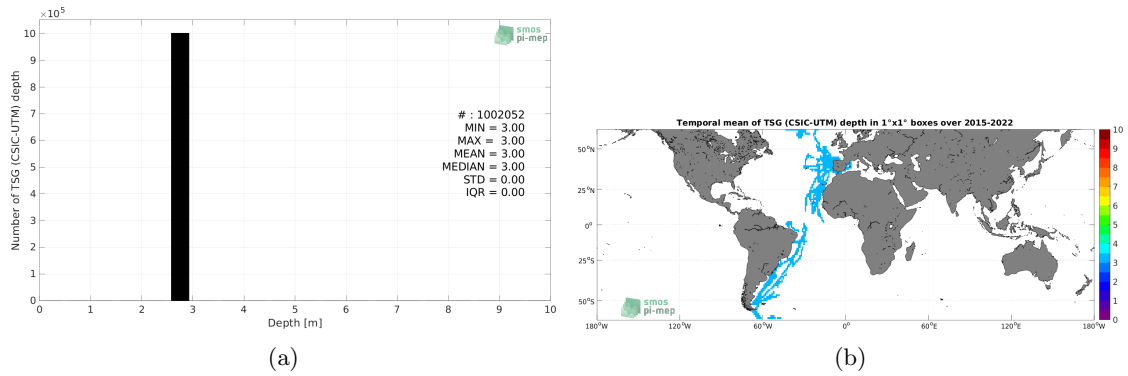 ×10⁵
10
9
8
7
6
5
4
3
2
1
0
Number of TSG (CSIC-UTM) depth
smos
pi-mep
# : 1002052
MIN = 3.00
MAX = 3.00
MEAN = 3.00
MEDIAN = 3.00
STD = 0.00
IQR = 0.00
0 1 2 3 4 5 6 7 8 9 10
Depth [m]
(a)
Temporal mean of TSG (CSIC-UTM) depth in 1°x1° boxes over 2015-2022
50°N
25°N
0°
25°S
50°S
smos
pi-mep
180°W 120°W 60°W 0° 60°E 120°E 180°W
10
9
8
7
6
5
4
3
2
1
0
(b)